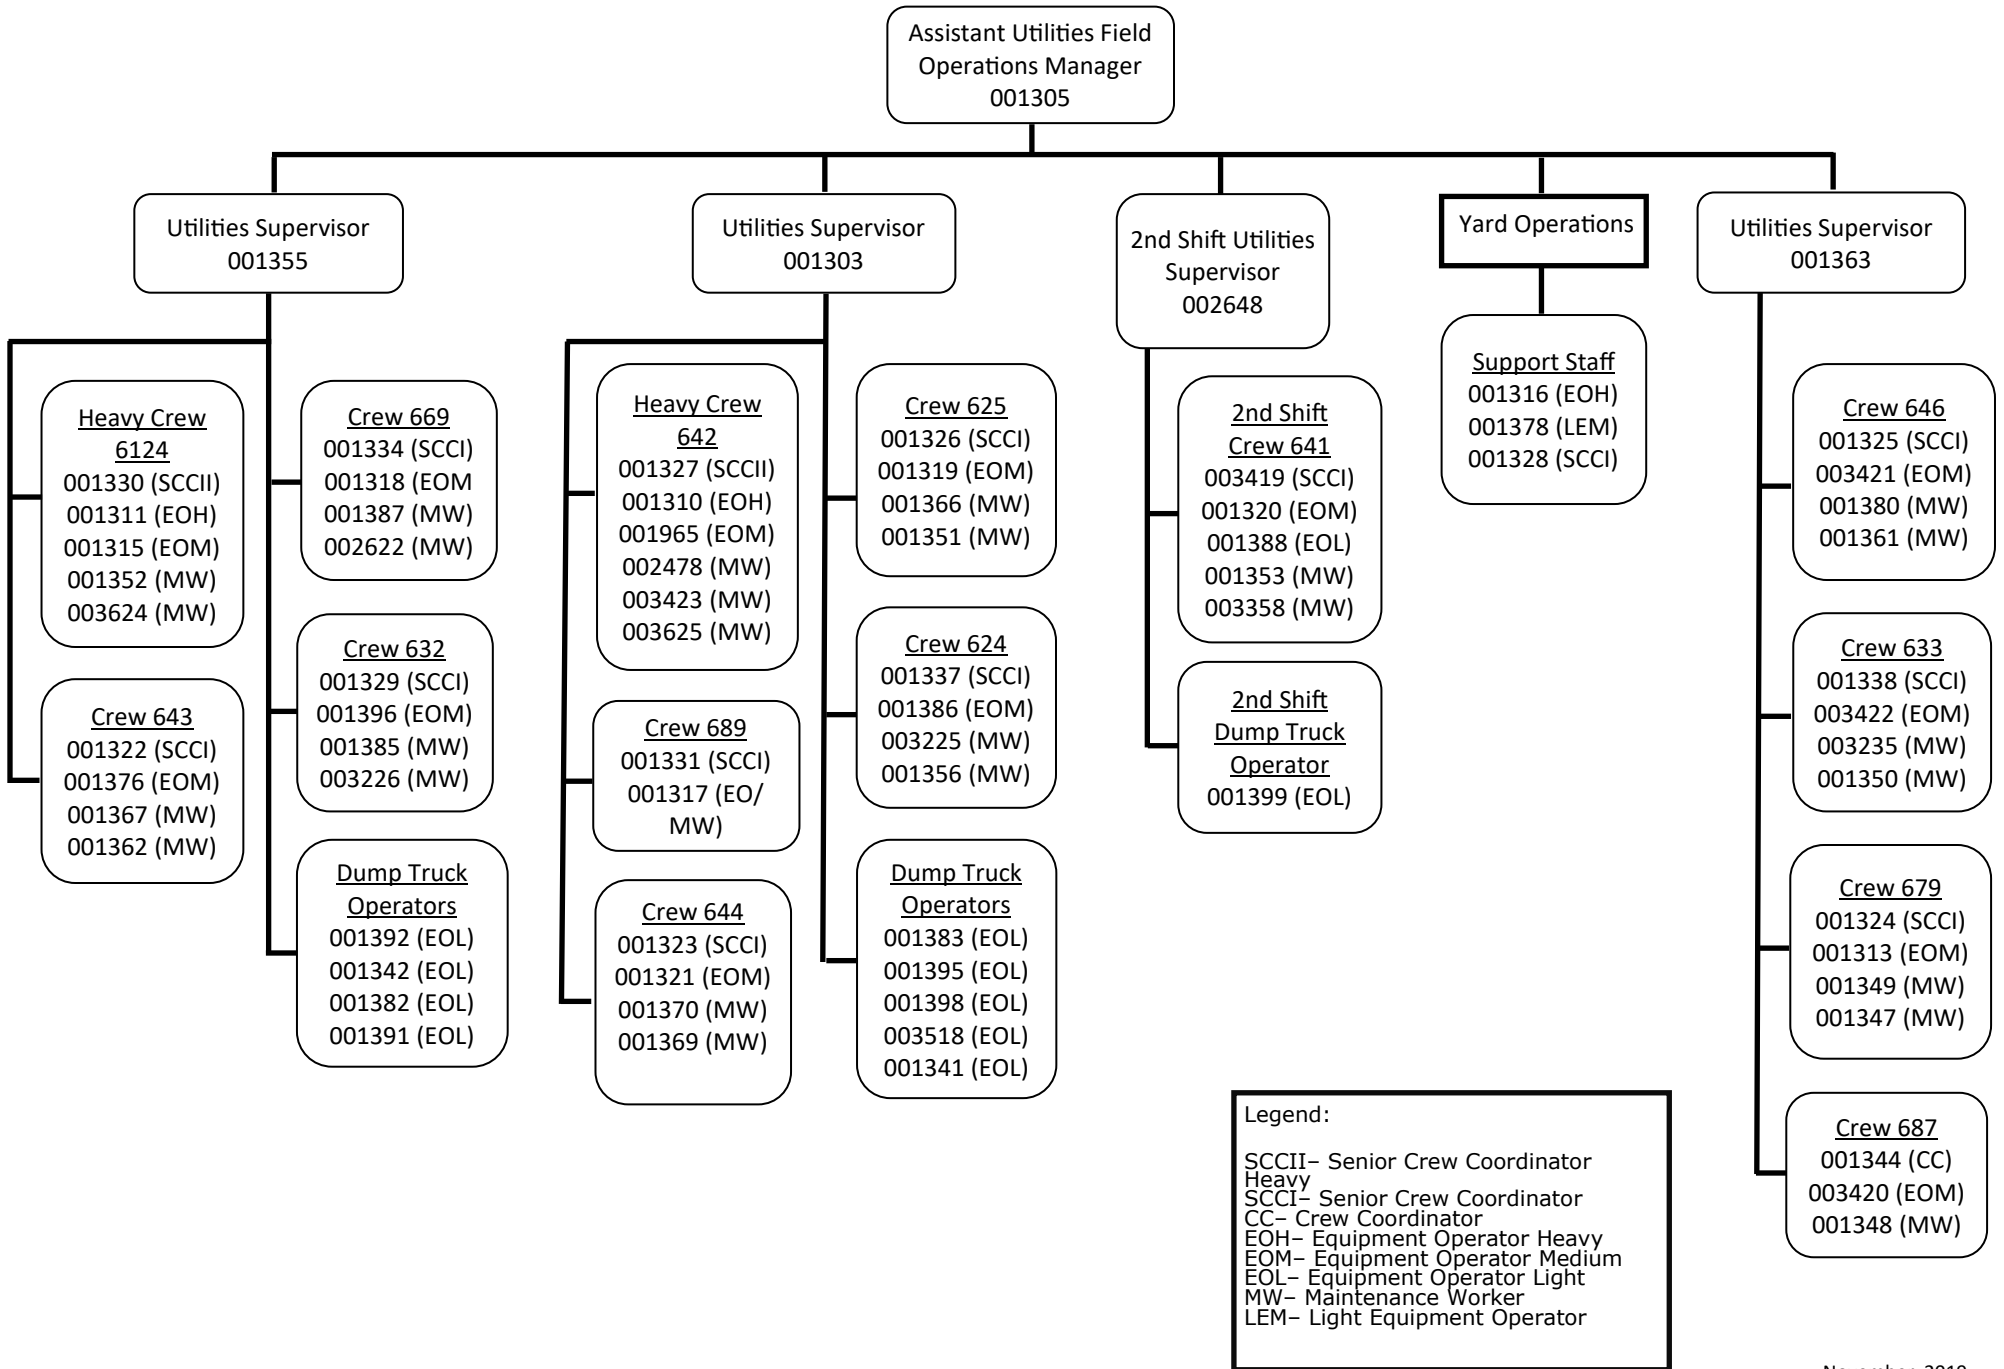 Assistant Utilities Field
Operations Manager
001305
Utilities Supervisor
001355
Utilities Supervisor
001303
2nd Shift Utilities
Supervisor
002648
Yard Operations
Utilities Supervisor
001363
Heavy Crew
6124
001330 (SCCII)
001311 (EOH)
001315 (EOM)
001352 (MW)
003624 (MW)
Crew 643
001322 (SCCI)
001376 (EOM)
001367 (MW)
001362 (MW)
Crew 669
001334 (SCCI)
001318 (EOM
001387 (MW)
002622 (MW)
Crew 632
001329 (SCCI)
001396 (EOM)
001385 (MW)
003226 (MW)
Dump Truck
Operators
001392 (EOL)
001342 (EOL)
001382 (EOL)
001391 (EOL)
Heavy Crew
642
001327 (SCCII)
001310 (EOH)
001965 (EOM)
002478 (MW)
003423 (MW)
003625 (MW)
Crew 689
001331 (SCCI)
001317 (EO/
MW)
Crew 644
001323 (SCCI)
001321 (EOM)
001370 (MW)
001369 (MW)
Crew 625
001326 (SCCI)
001319 (EOM)
001366 (MW)
001351 (MW)
Crew 624
001337 (SCCI)
001386 (EOM)
003225 (MW)
001356 (MW)
Dump Truck
Operators
001383 (EOL)
001395 (EOL)
001398 (EOL)
003518 (EOL)
001341 (EOL)
2nd Shift
Crew 641
003419 (SCCI)
001320 (EOM)
001388 (EOL)
001353 (MW)
003358 (MW)
2nd Shift
Dump Truck
Operator
001399 (EOL)
Support Staff
001316 (EOH)
001378 (LEM)
001328 (SCCI)
Crew 646
001325 (SCCI)
003421 (EOM)
001380 (MW)
001361 (MW)
Crew 633
001338 (SCCI)
003422 (EOM)
003235 (MW)
001350 (MW)
Crew 679
001324 (SCCI)
001313 (EOM)
001349 (MW)
001347 (MW)
Crew 687
001344 (CC)
003420 (EOM)
001348 (MW)
Legend:
SCCII– Senior Crew Coordinator
Heavy
SCCI– Senior Crew Coordinator
CC– Crew Coordinator
EOH– Equipment Operator Heavy
EOM– Equipment Operator Medium
EOL– Equipment Operator Light
MW– Maintenance Worker
LEM– Light Equipment Operator